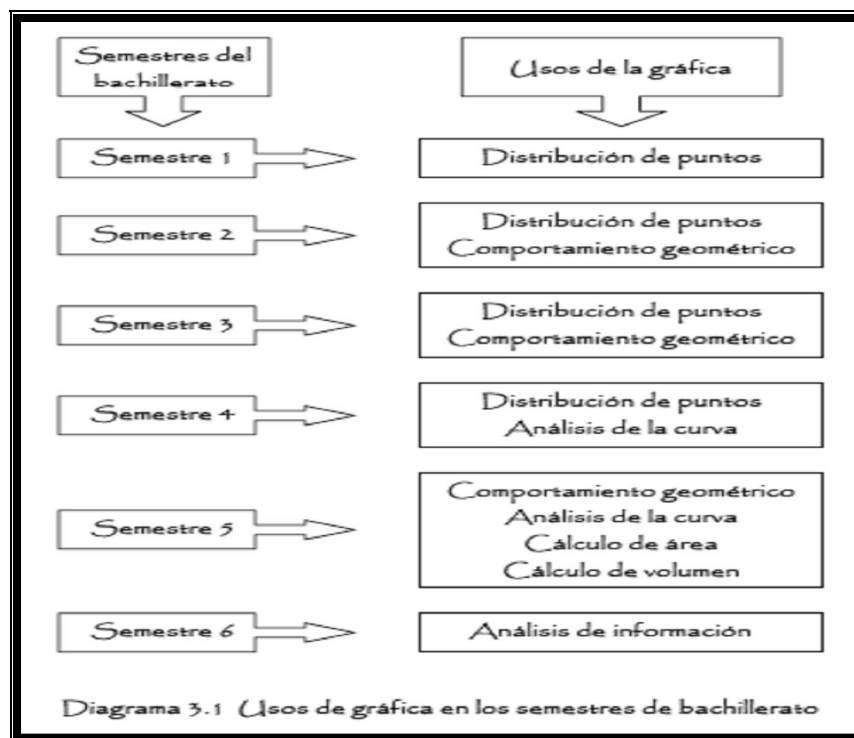 Semestres del
bachillerato
Usos de la gráfica
Semestre 1
Distribución de puntos
Semestre 2
Distribución de puntos
Comportamiento geométrico
Semestre 3
Distribución de puntos
Comportamiento geométrico
Semestre 4
Distribución de puntos
Análisis de la curva
Semestre 5
Comportamiento geométrico
Análisis de la curva
Cálculo de área
Cálculo de volumen
Semestre 6
Análisis de información
Diagrama 3.1 Usos de gráfica en los semestres de bachillerato